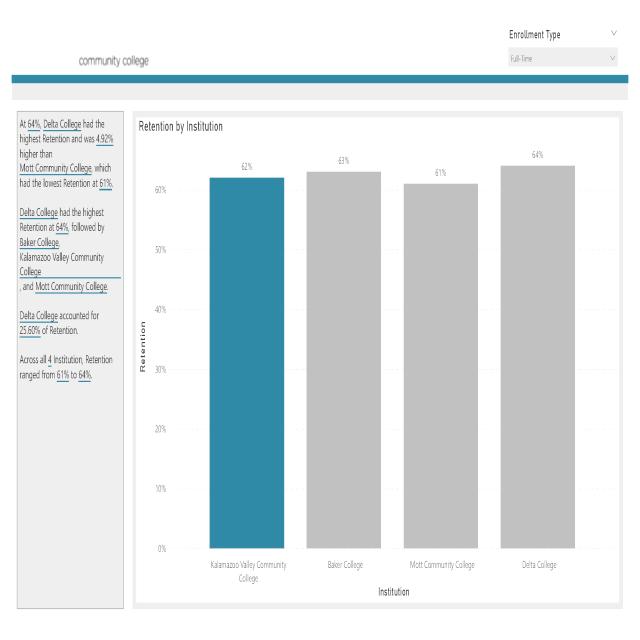 Enrollment Type
community college
Full-Time
At 64%, Delta College had the
highest Retention and was 4.92%
higher than
Mott Community College, which
had the lowest Retention at 61%.
Delta College had the highest
Retention at 64%, followed by
Baker College,
Kalamazoo Valley Community
College
, and Mott Community College.
Delta College accounted for
25.60% of Retention.
Across all 4 Institution, Retention
ranged from 61% to 64%.
Retention by Institution
62%
63%
61%
64%
60%
50%
40%
30%
20%
10%
0%
Retention
Kalamazoo Valley Community
College
Baker College
Mott Community College
Delta College
Institution